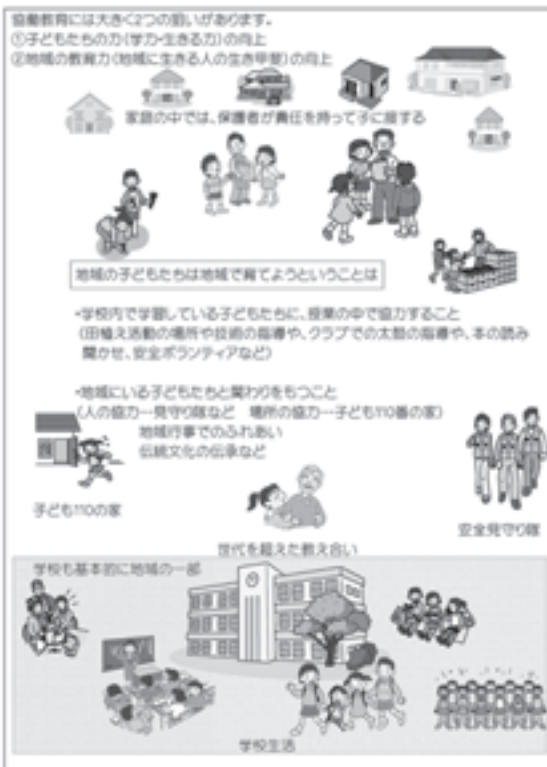 協働教育には大きく2つの狙いがあります。
①子どもたちの力(学力・生きる力)の向上
②地域の教育力(地域に生きる人の生き甲斐)の向上
家庭の中では、保護者が責任を持って子に接する
地域の子どもたちは地域で育てようということは
・学校内で学習している子どもたちに、授業の中で協力すること
(田植え活動の場所や技術の指導や、クラブでの太鼓の指導や、本の読み
聞かせ、安全ボランティアなど)
・地域にいる子どもたちと関わりをもつこと
(人の協力…見守り隊など 場所の協力…子ども110番の家)
地域行事でのふれあい
伝統文化の伝承など
子ども110の家
安全見守り隊
世代を超えた教え合い
学校も基本的に地域の一部
学校生活